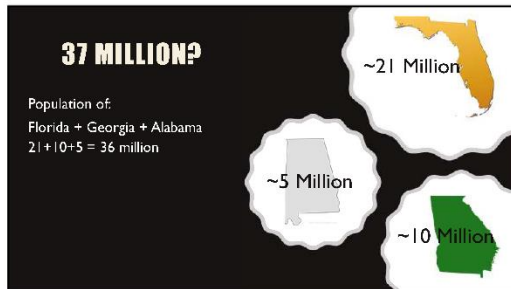 37 MILLION?
Population of:
Florida + Georgia + Alabama
21+10+5 = 36 million
~21 Million
~5 Million
~10 Million